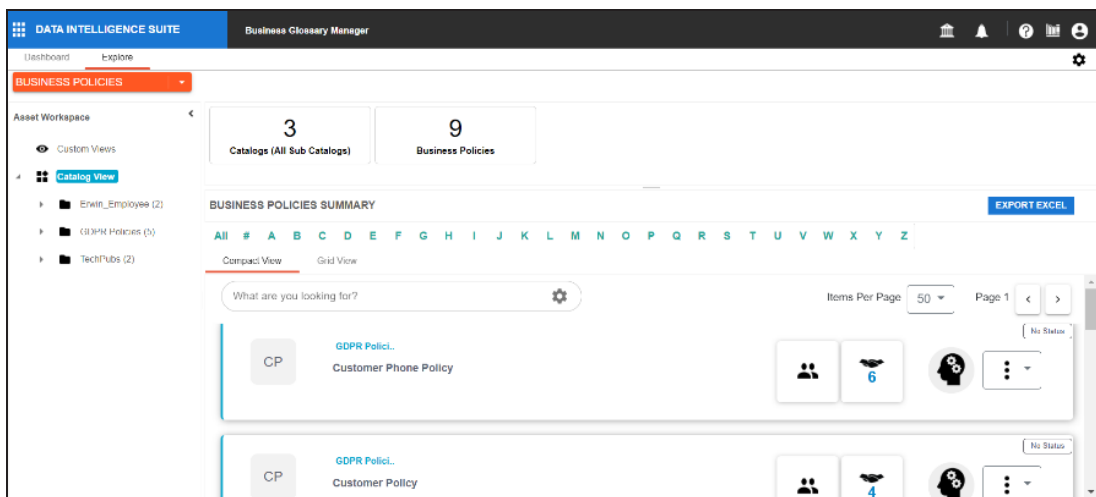 DATA INTELLIGENCE SUITE
Business Glossary Manager
Dashboard
Explore
BUSINESS POLICIES
Asset Workspace
Custom Views
Catalog View
Erwin_Employee (2)
GDPR Policies (5)
TechPubs (2)
3
Catalogs (All Sub Catalogs)
9
Business Policies
BUSINESS POLICIES SUMMARY
EXPORT EXCEL
All # A B C D E F G H I J K L M N O P Q R S T U V W X Y Z
Compact View
Grid View
What are you looking for?
Items Per Page
50
Page 1
No Status
CP
GDPR Polici..
Customer Phone Policy
6
No Status
CP
GDPR Polici..
Customer Policy
4